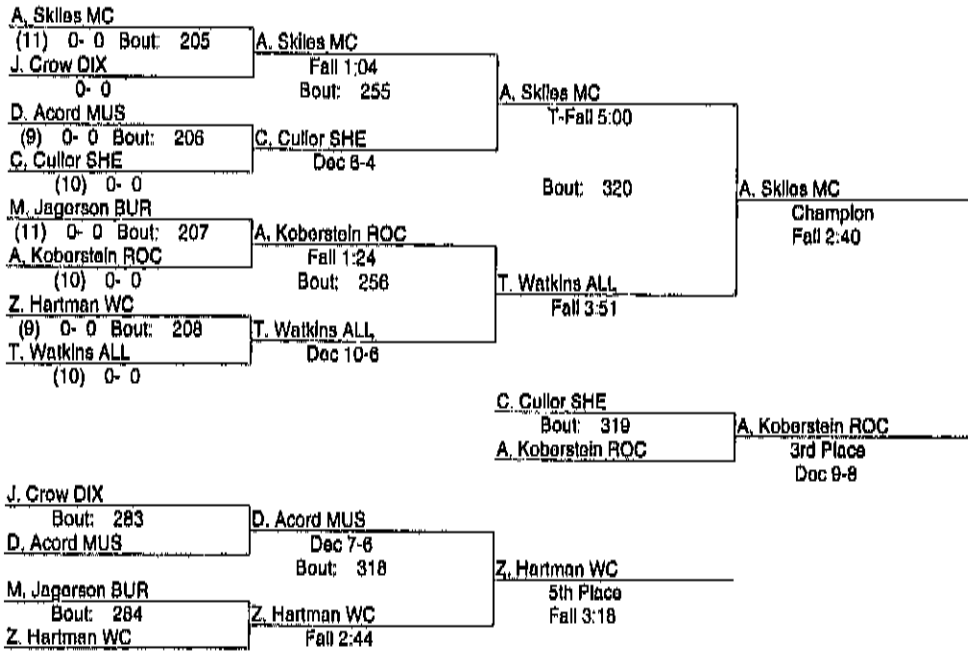 A. Skiles MC
(11) 0- 0 Bout: 205
J. Crow DIX
0- 0
D. Acord MUS
(9) 0- 0 Bout: 206
C. Cullor SHE
(10) 0- 0
M. Jagerson BUR
(11) 0- 0 Bout: 207
A. Koberstein ROC
(10) 0- 0
Z. Hartman WC
(9) 0- 0 Bout: 208
T. Watkins ALL
(10) 0- 0
A. Skiles MC
Fall 1:04
Bout: 255
C. Cullor SHE
Dec 6-4
A. Koberstein ROC
Fall 1:24
Bout: 256
T. Watkins ALL
Dec 10-6
A. Skiles MC
T-Fall 5:00
Bout: 320
T. Watkins ALL
Fall 3:51
A. Skiles MC
Champion
Fall 2:40
C. Cullor SHE
Bout: 319
A. Koberstein ROC
A. Koberstein ROC
3rd Place
Dec 9-8
J. Crow DIX
Bout: 283
D. Acord MUS
M. Jagerson BUR
Bout: 284
Z. Hartman WC
D. Acord MUS
Dec 7-6
Bout: 318
Z. Hartman WC
Fall 2:44
Z. Hartman WC
5th Place
Fall 3:18